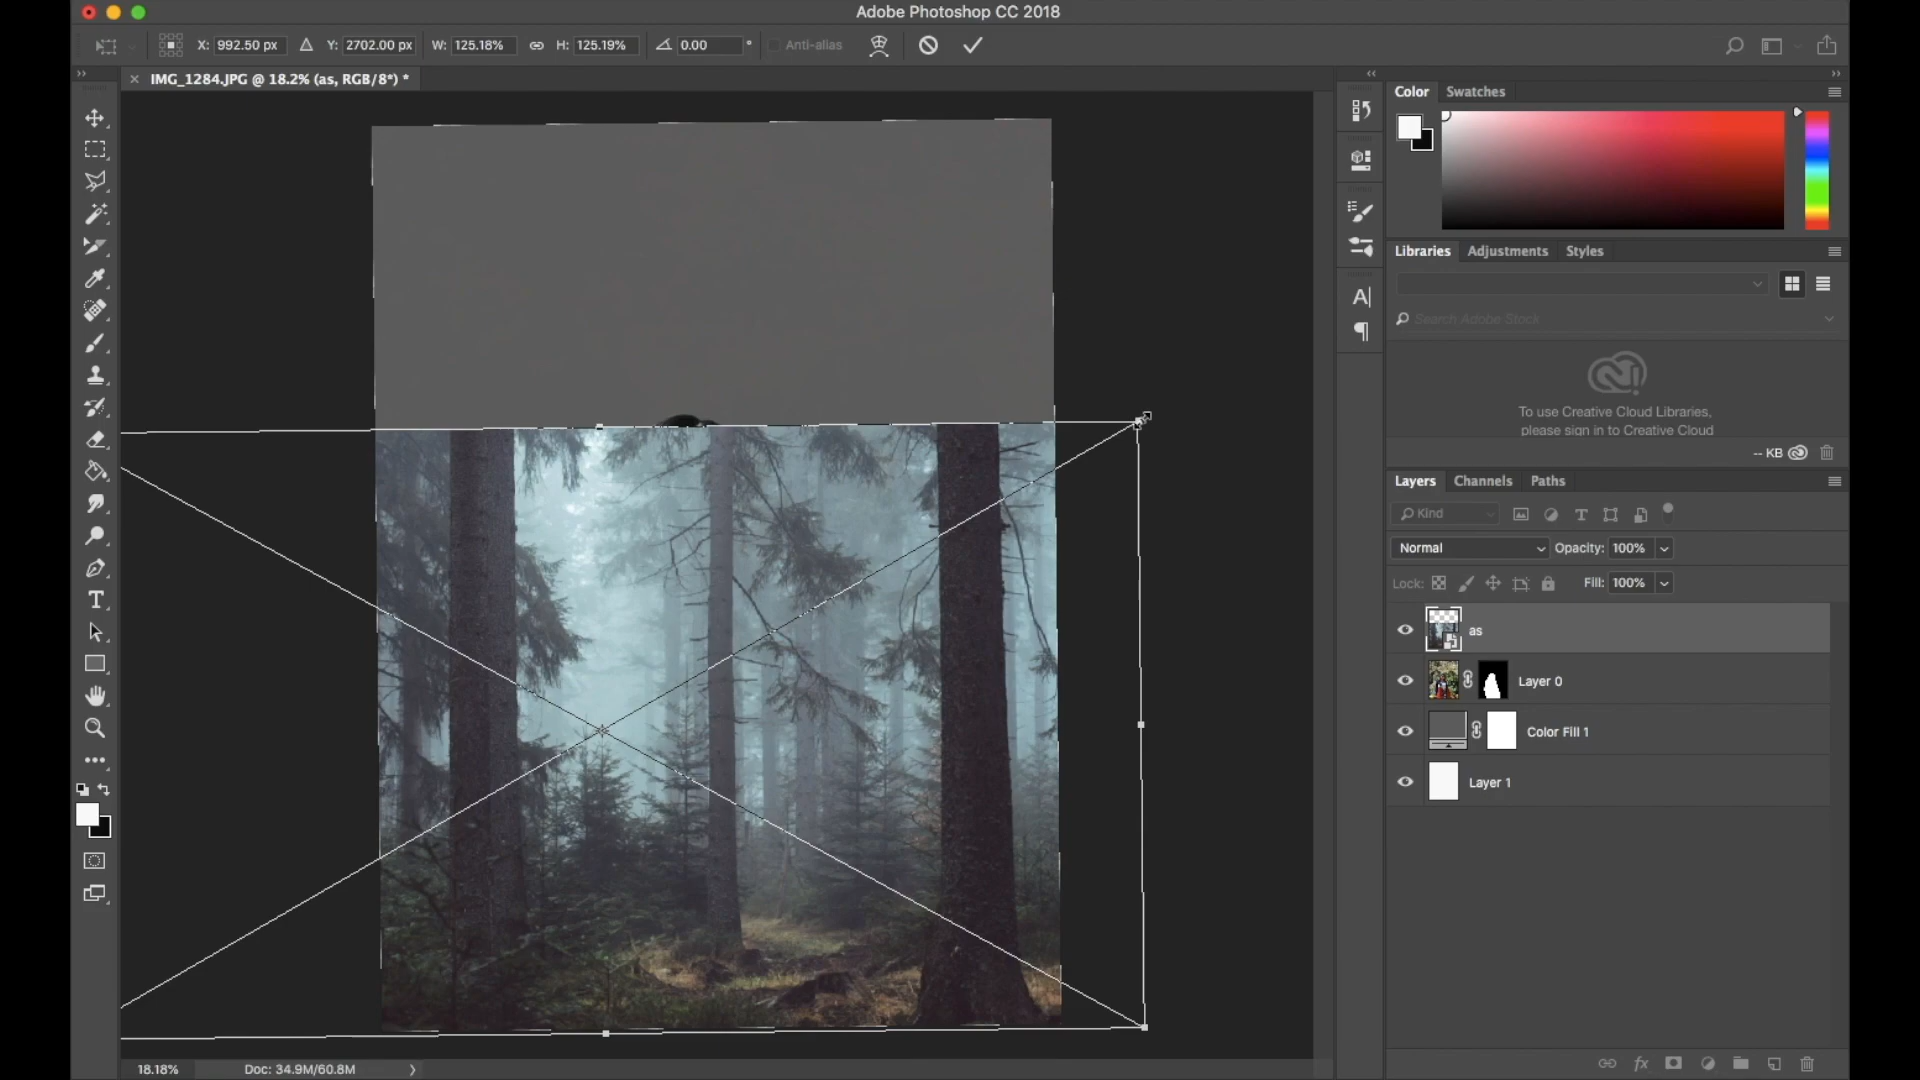 Adobe Photoshop CC 2018
X: 992.50 px Y: 2702.00 px W: 125.18% H: 125.19% 0.00 ° Anti-alias
IMG_1284.JPG @ 18.2% (as, RGB/8*) *
Color Swatches
Libraries Adjustments Styles
Search Adobe Stock
To use Creative Cloud Libraries,
please sign in to Creative Cloud
-- KB
Layers Channels Paths
Kind
Normal Opacity: 100%
Lock: Fill: 100%
as
Layer 0
Color Fill 1
Layer 1
18.18% Doc: 34.9M/60.8M